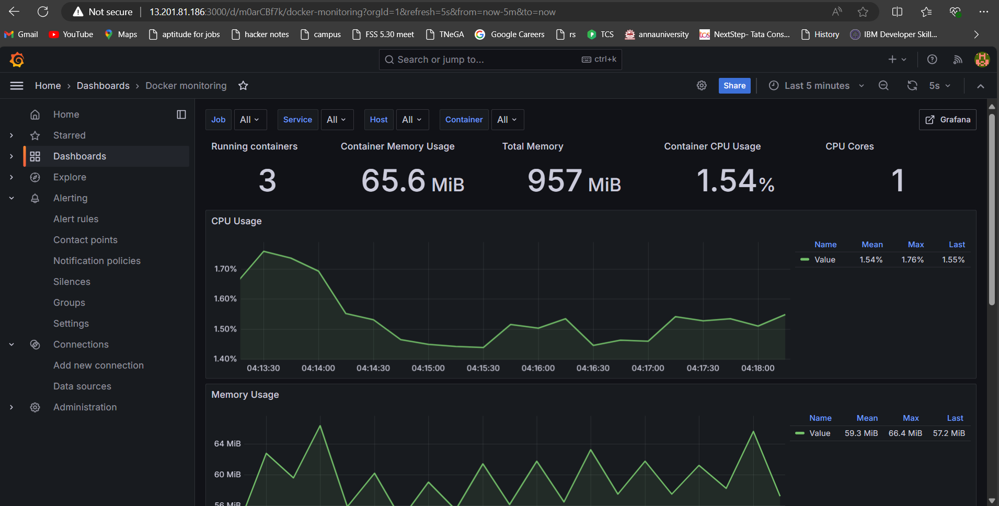 Not secure 13.201.81.186:3000/d/m0arCBf7k/docker-monitoring?orgId=1&refresh=5s&from=now-5m&to=now
Gmail YouTube Maps aptitude for jobs hacker notes campus FSS 5.30 meet TNeGA Google Careers rs TCS annauniversity NextStep- Tata Cons... History IBM Developer Skill...
Search or jump to... ctrl+k
Home › Dashboards › Docker monitoring Share Last 5 minutes 5s
Home
Starred
Dashboards
Explore
Alerting
Alert rules
Contact points
Notification policies
Silences
Groups
Settings
Connections
Add new connection
Data sources
Administration
Job All Service All Host All Container All Grafana
Running containers Container Memory Usage Total Memory Container CPU Usage CPU Cores
3 65.6 MiB 957 MiB 1.54% 1
CPU Usage
Name Mean Max Last
Value 1.54% 1.76% 1.55%
1.70%
1.60%
1.50%
1.40%
04:13:30 04:14:00 04:14:30 04:15:00 04:15:30 04:16:00 04:16:30 04:17:00 04:17:30 04:18:00
Memory Usage
Name Mean Max Last
Value 59.3 MiB 66.4 MiB 57.2 MiB
64 MiB
60 MiB
56 MiB